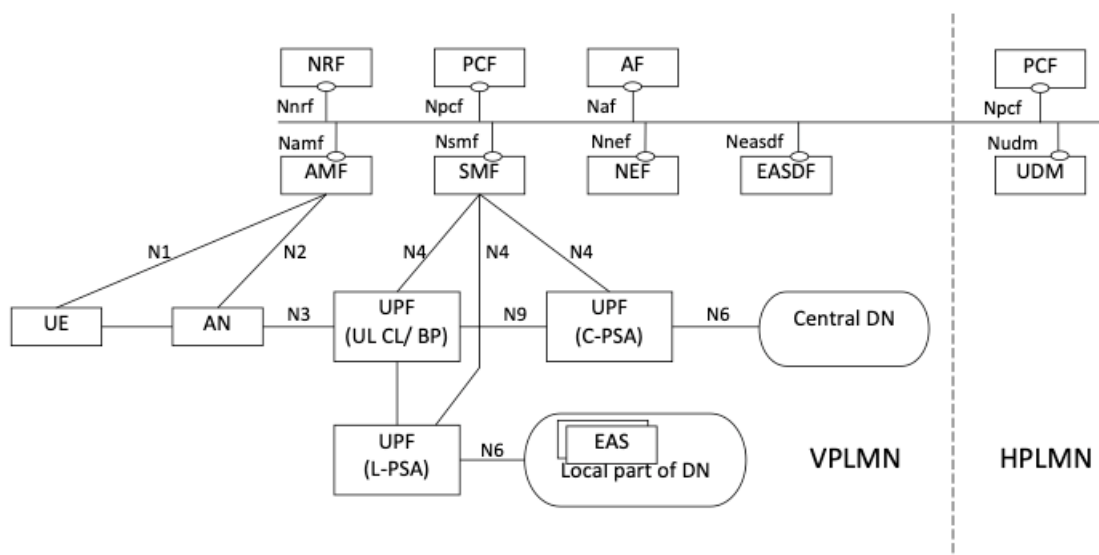 NRF
PCF
AF
PCF
Nnrf
Npcf
Naf
Npcf
Namf
Nsmf
Nnef
Neasdf
Nudm
AMF
SMF
NEF
EASDF
UDM
N1
N2
N4
N4
N4
UE
AN
N3
UPF
(UL CL/ BP)
N9
UPF
(C-PSA)
N6
Central DN
UPF
(L-PSA)
N6
EAS
Local part of DN
VPLMN
HPLMN